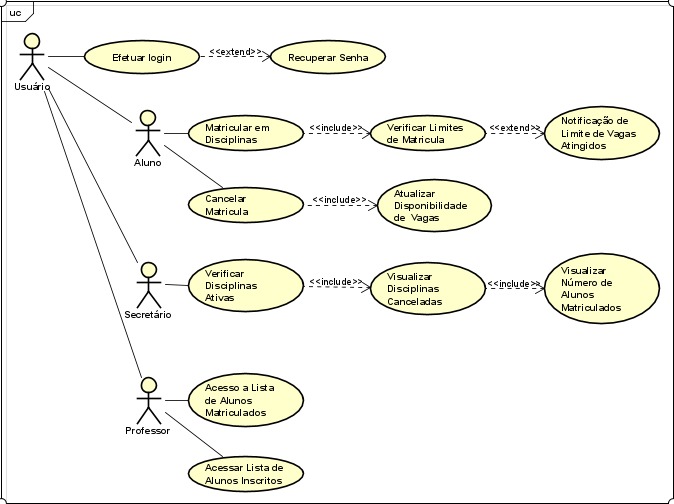 uc
Efetuar login
<<extend>>
Recuperar Senha
Usuário
Aluno
Matricular em
Disciplinas
<<include>>
Verificar Limites
de Matricula
<<extend>>
Notificação de
Limite de Vagas
Atingidos
Cancelar
Matricula
<<include>>
Atualizar
Disponibilidade
de Vagas
Secretário
Verificar
Disciplinas
Ativas
<<include>>
Visualizar
Disciplinas
Canceladas
<<include>>
Visualizar
Número de
Alunos
Matriculados
Professor
Acesso a Lista
de Alunos
Matriculados
Acessar Lista de
Alunos Inscritos